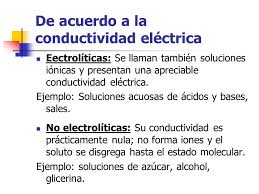 De acuerdo a la
conductividad eléctrica
Eectrolíticas: Se llaman también soluciones
iónicas y presentan una apreciable
conductividad eléctrica.
Ejemplo: Soluciones acuosas de ácidos y bases,
sales.
No electrolíticas: Su conductividad es
prácticamente nula; no forma iones y el
soluto se disgrega hasta el estado molecular.
Ejemplo: soluciones de azúcar, alcohol,
glicerina.